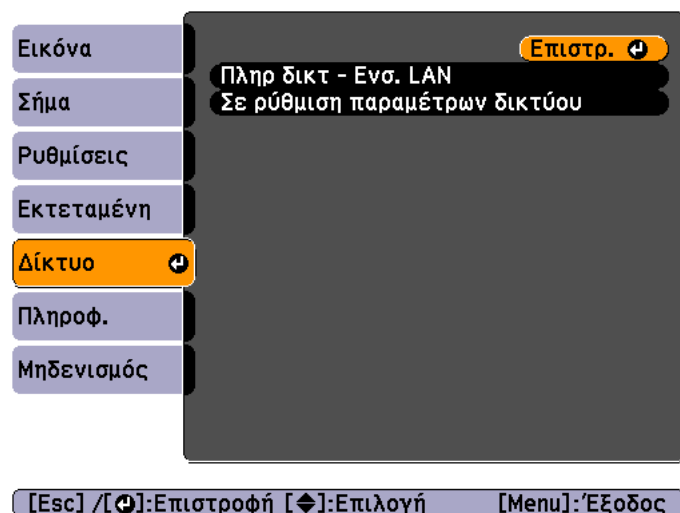 Εικόνα
Σήμα
Ρυθμίσεις
Εκτεταμένη
Δίκτυο
Πληροφ.
Μηδενισμός
Επιστρ.
Πληρ δικτ - Ενσ. LAN
Σε ρύθμιση παραμέτρων δικτύου
[Esc] /[⏎]:Επιστροφή [◆]:Επιλογή [Menu]:Έξοδος